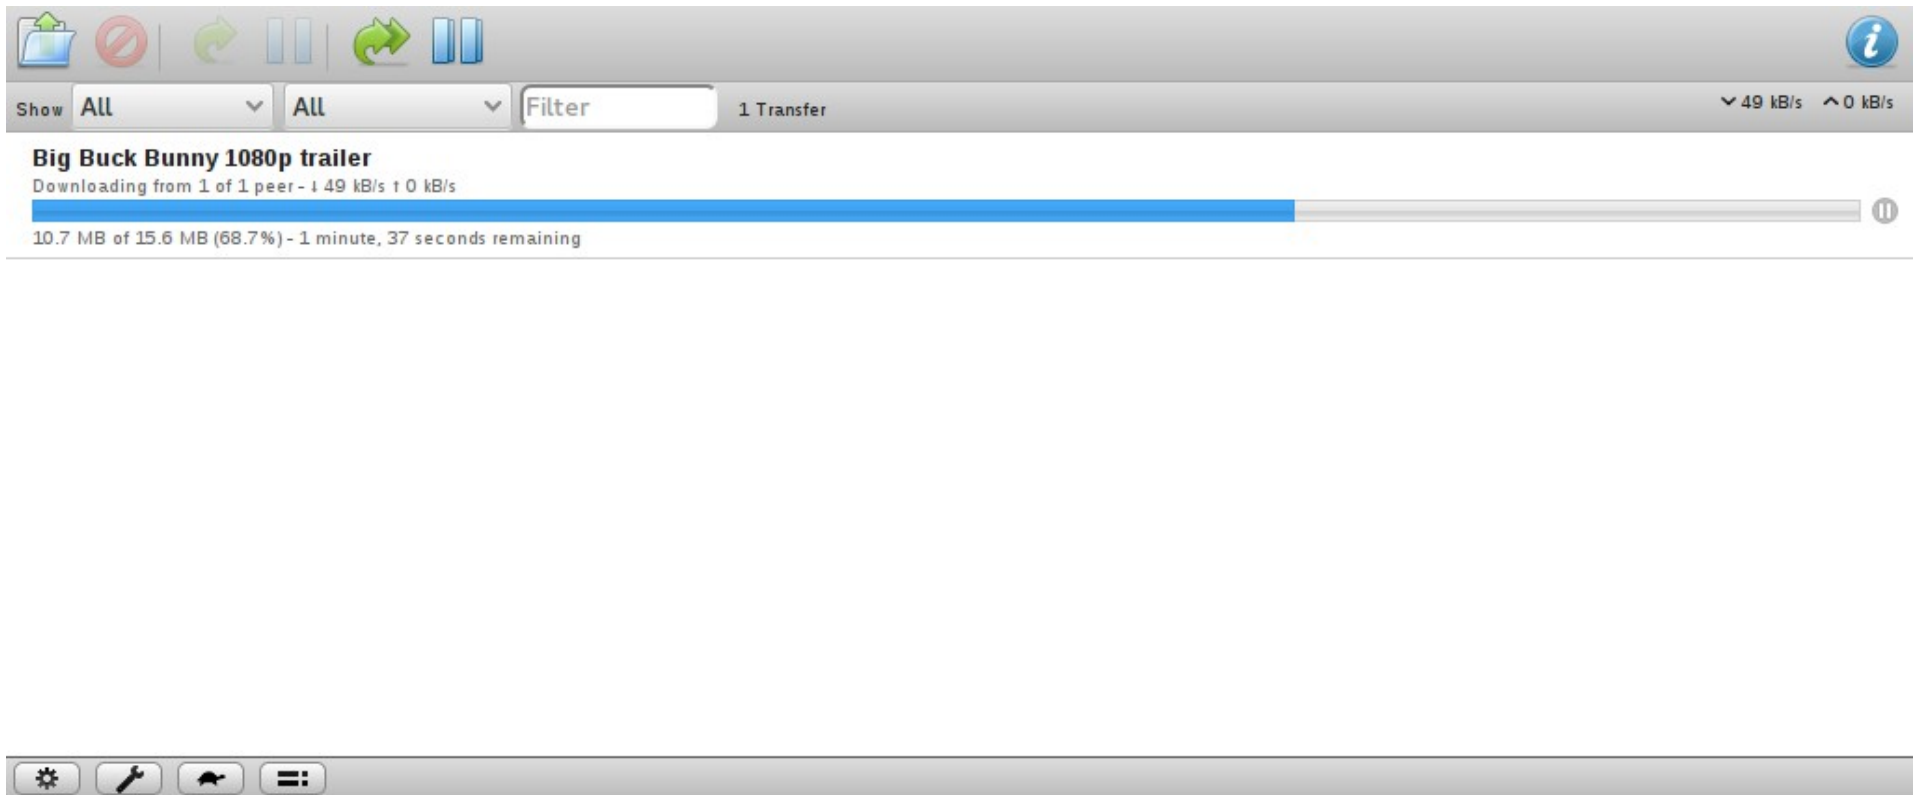 Show All All Filter 1 Transfer 49 kB/s 0 kB/s
Big Buck Bunny 1080p trailer
Downloading from 1 of 1 peer - ↓ 49 kB/s ↑ 0 kB/s
10.7 MB of 15.6 MB (68.7%) - 1 minute, 37 seconds remaining